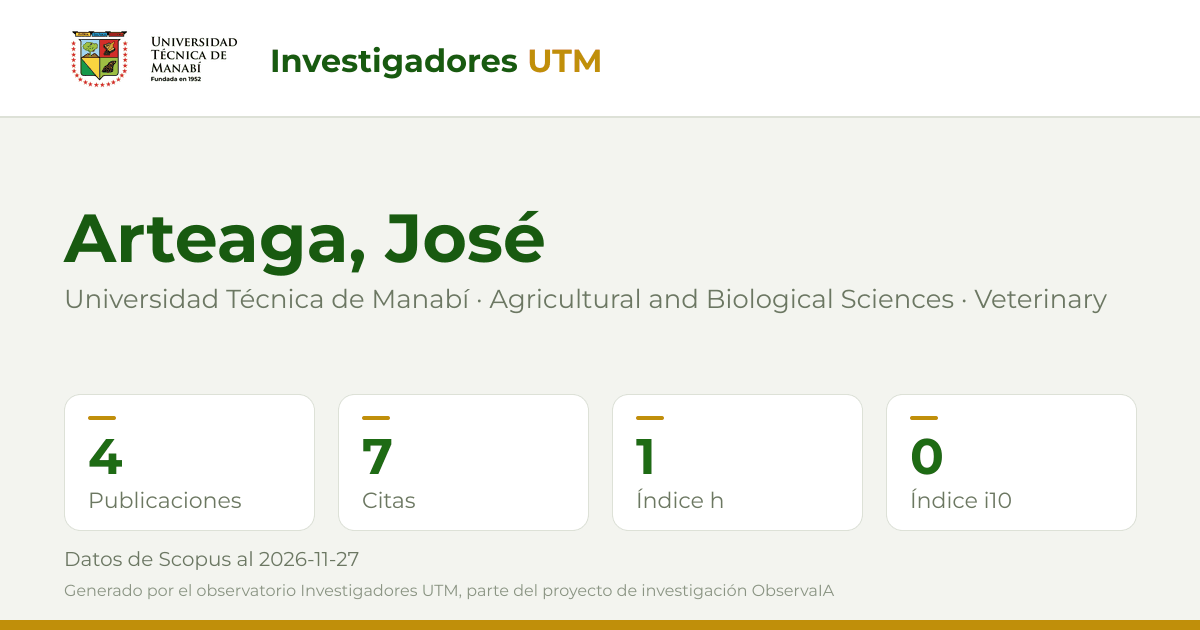 UNIVERSIDAD
TÉCNICA DE
MANABÍ
Fundada en 1952
Investigadores UTM
Arteaga, José
Universidad Técnica de Manabí · Agricultural and Biological Sciences · Veterinary
4
Publicaciones
7
Citas
1
Índice h
0
Índice i10
Datos de Scopus al 2026-11-27
Generado por el observatorio Investigadores UTM, parte del proyecto de investigación ObservaIA